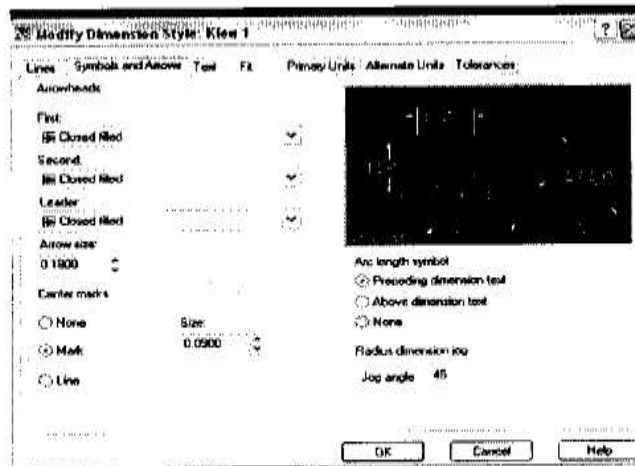 Modify Dimension Style: Kiew 1
Lines Symbols and Arrows Text Fit Primary Units Alternate Units Tolerances
Arrowheads
First:
Closed filled
Second:
Closed filled
Leader:
Closed filled
Arrow size:
0.1800
Center marks
None
Mark
Line
Size:
0.0900
Arc length symbol
Preceding dimension text
Above dimension text
None
Radius dimension jog
Jog angle 45
OK Cancel Help